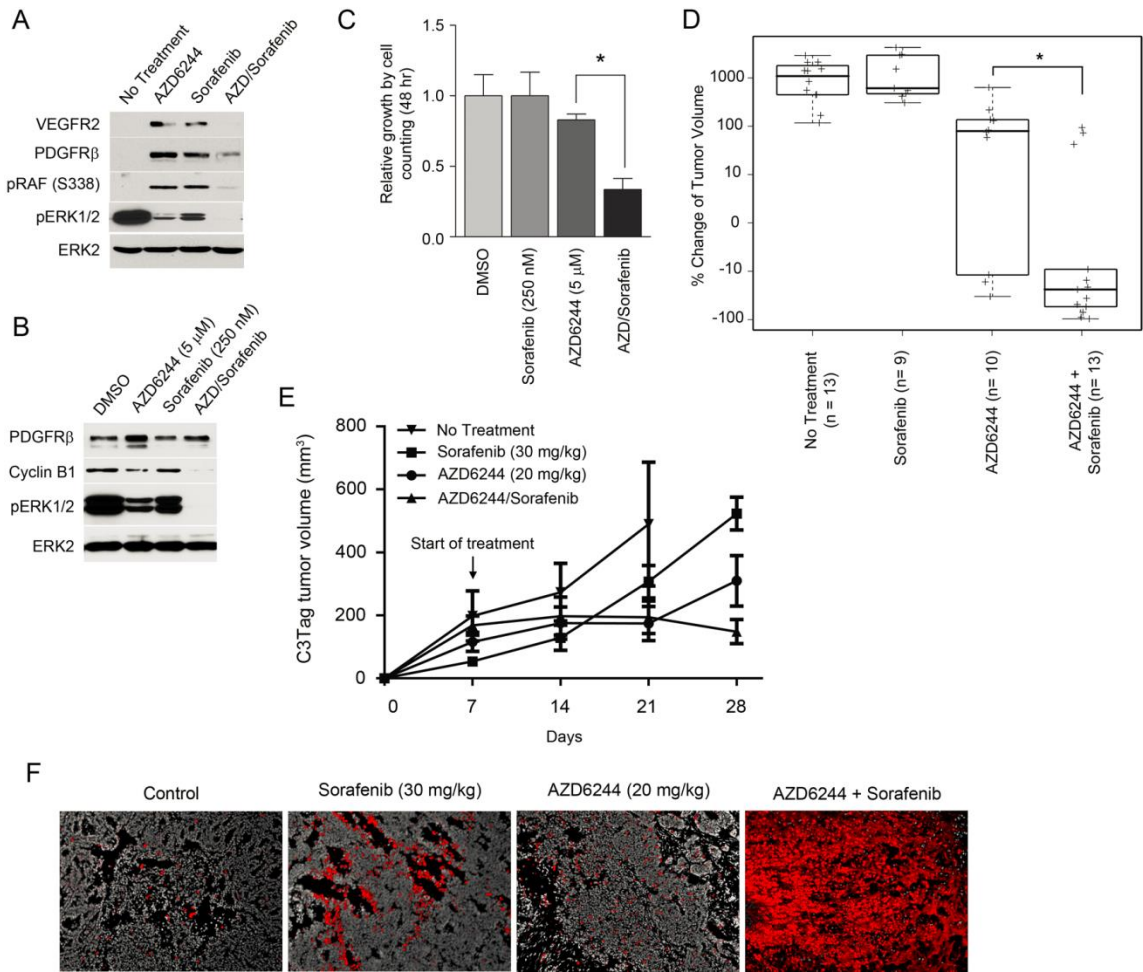 A
No Treatment
AZD6244
Sorafenib
AZD/Sorafenib
VEGFR2
PDGFRβ
pRAF (S338)
pERK1/2
ERK2
B
DMSO
AZD6244 (5 μM)
Sorafenib (250 nM)
AZD/Sorafenib
PDGFRβ
Cyclin B1
pERK1/2
ERK2
C
Relative growth by cell
counting (48 hr)
1.0
0.5
0.0
*
DMSO
Sorafenib (250 nM)
AZD6244 (5 μM)
AZD/Sorafenib
D
% Change of Tumor Volume
1000
100
10
0
-10
-100
*
No Treatment
(n = 13)
Sorafenib (n= 9)
AZD6244 (n= 10)
AZD6244 +
Sorafenib (n= 13)
E
C3Tag tumor volume (mm³)
800
600
400
200
0
No Treatment
Sorafenib (30 mg/kg)
AZD6244 (20 mg/kg)
AZD6244/Sorafenib
Start of treatment
0 7 14 21 28
Days
F
Control
Sorafenib (30 mg/kg)
AZD6244 (20 mg/kg)
AZD6244 + Sorafenib